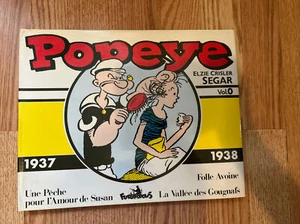 Popeye
ELZIE CRISLER
SEGAR
Vol.0
1937
1938
Folle Avoine
Une Pêche
pour l'Amour de Susan
Futuropolis
La Vallée des Gougnafs